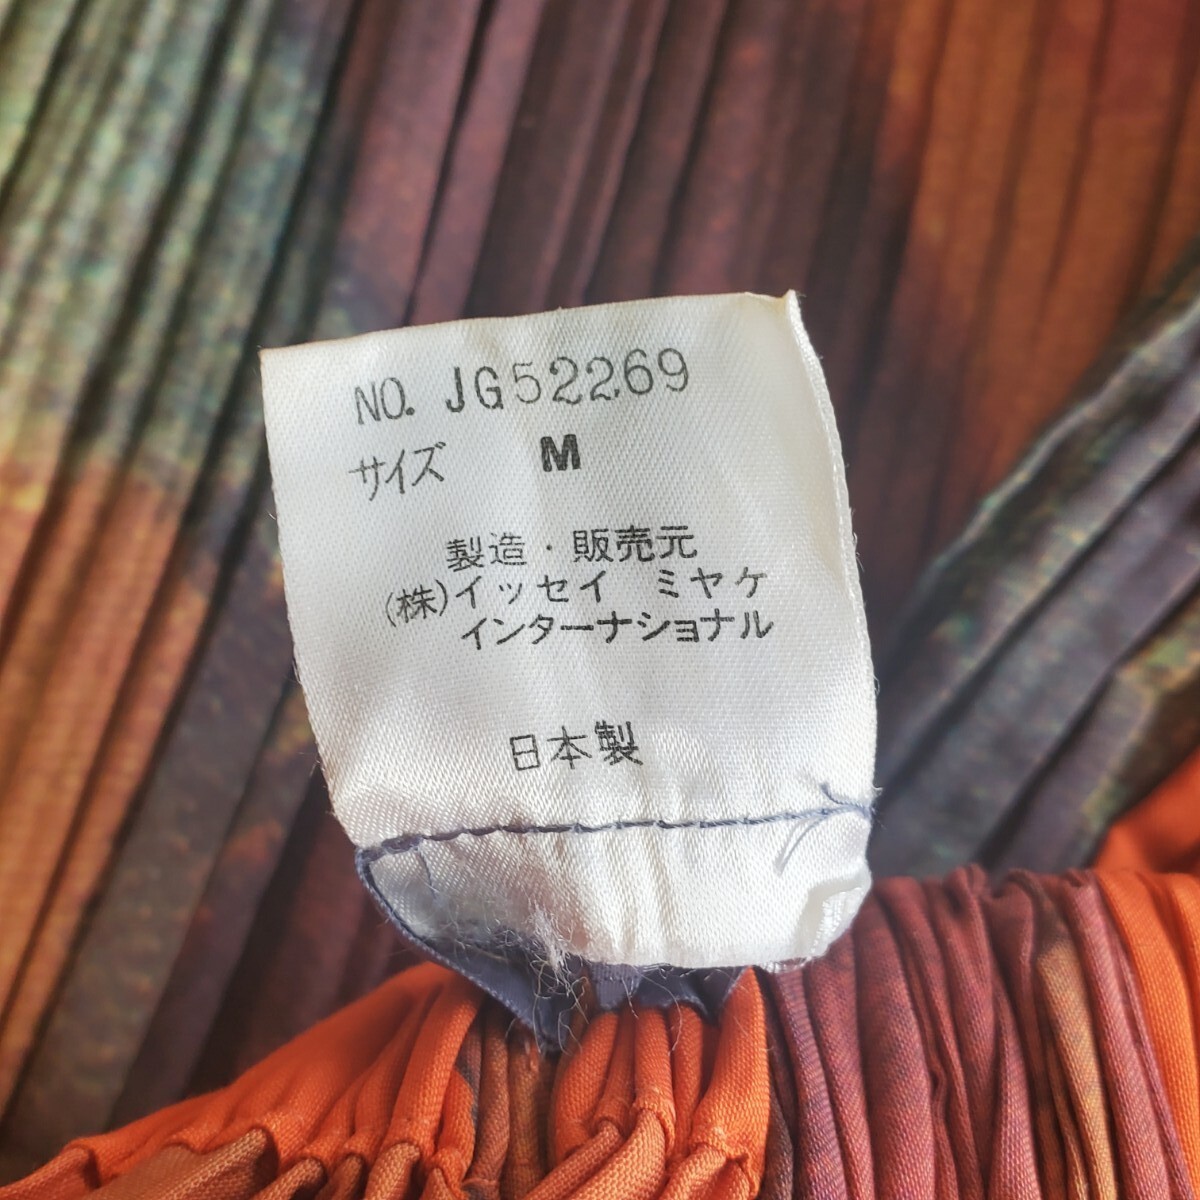 NO. JG52269
サイズ M
製造・販売元
(株)イッセイ ミヤケ
インターナショナル
日本製